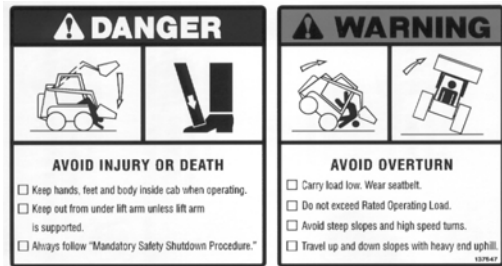 DANGER
AVOID INJURY OR DEATH
Keep hands, feet and body inside cab when operating.
Keep out from under lift arm unless lift arm
is supported.
Always follow "Mandatory Safety Shutdown Procedure."
WARNING
AVOID OVERTURN
Carry load low. Wear seatbelt.
Do not exceed Rated Operating Load.
Avoid steep slopes and high speed turns.
Travel up and down slopes with heavy end uphill.
137647